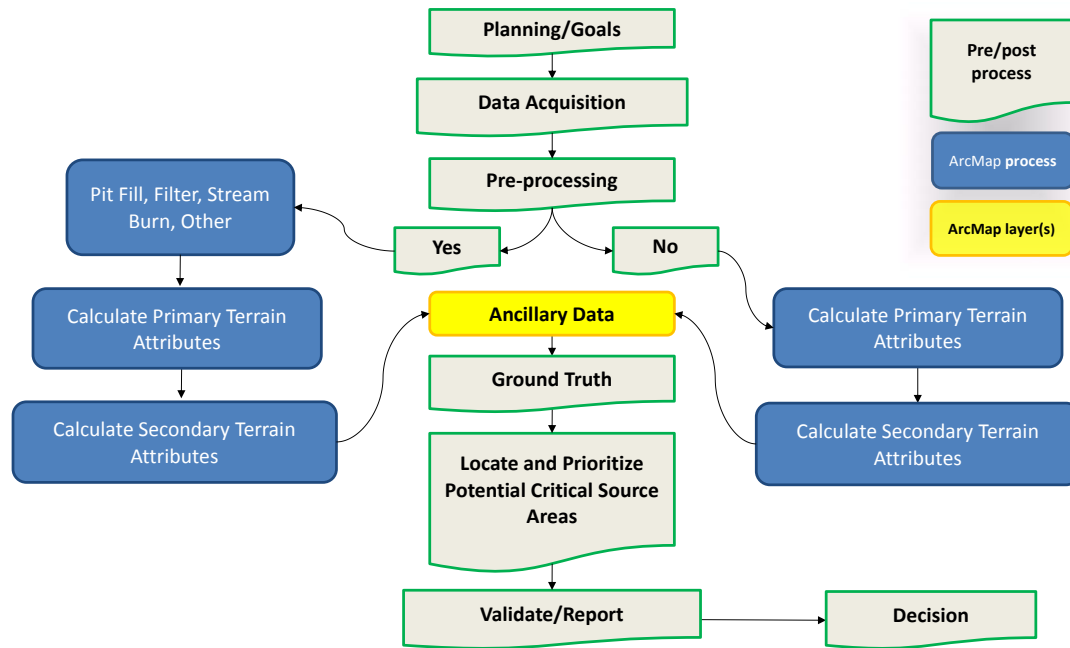 Planning/Goals
Pre/post
process
Data Acquisition
ArcMap process
Pre-processing
Pit Fill, Filter, Stream
Burn, Other
ArcMap layer(s)
Yes
No
Calculate Primary Terrain
Attributes
Ancillary Data
Calculate Primary Terrain
Attributes
Ground Truth
Calculate Secondary Terrain
Attributes
Calculate Secondary Terrain
Attributes
Locate and Prioritize
Potential Critical Source
Areas
Validate/Report
Decision